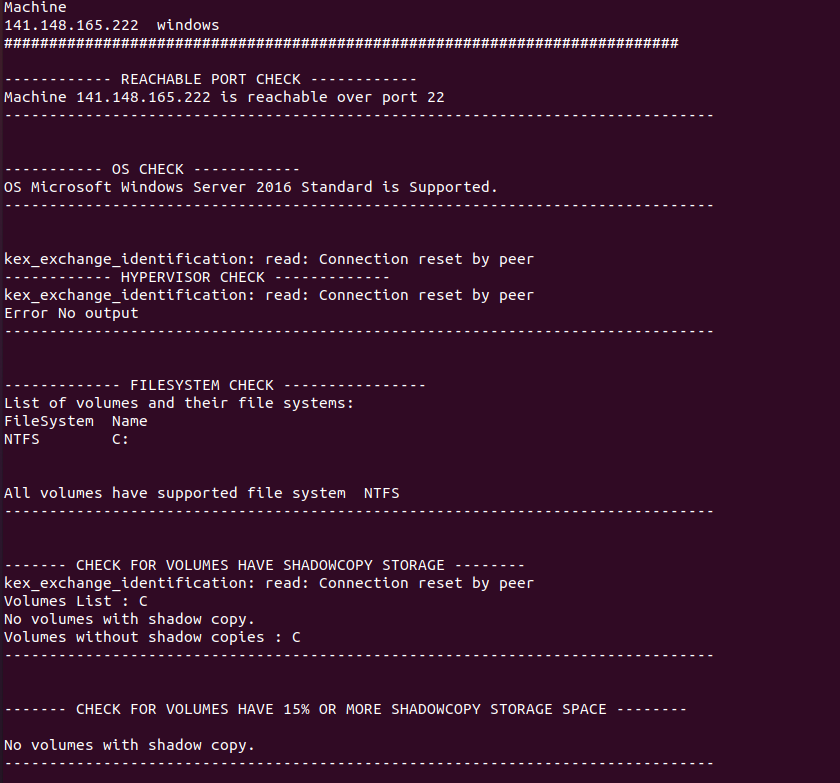 Machine
141.148.165.222  windows
###########################################################################
------------ REACHABLE PORT CHECK ------------
Machine 141.148.165.222 is reachable over port 22
-------------------------------------------------------------------------------
----------- OS CHECK ------------
OS Microsoft Windows Server 2016 Standard is Supported.
-------------------------------------------------------------------------------
kex_exchange_identification: read: Connection reset by peer
------------ HYPERVISOR CHECK -------------
kex_exchange_identification: read: Connection reset by peer
Error No output
-------------------------------------------------------------------------------
------------- FILESYSTEM CHECK ----------------
List of volumes and their file systems:
FileSystem  Name
NTFS        C:
All volumes have supported file system  NTFS
-------------------------------------------------------------------------------
------- CHECK FOR VOLUMES HAVE SHADOWCOPY STORAGE --------
kex_exchange_identification: read: Connection reset by peer
Volumes List : C
No volumes with shadow copy.
Volumes without shadow copies : C
-------------------------------------------------------------------------------
------- CHECK FOR VOLUMES HAVE 15% OR MORE SHADOWCOPY STORAGE SPACE --------
No volumes with shadow copy.
-------------------------------------------------------------------------------